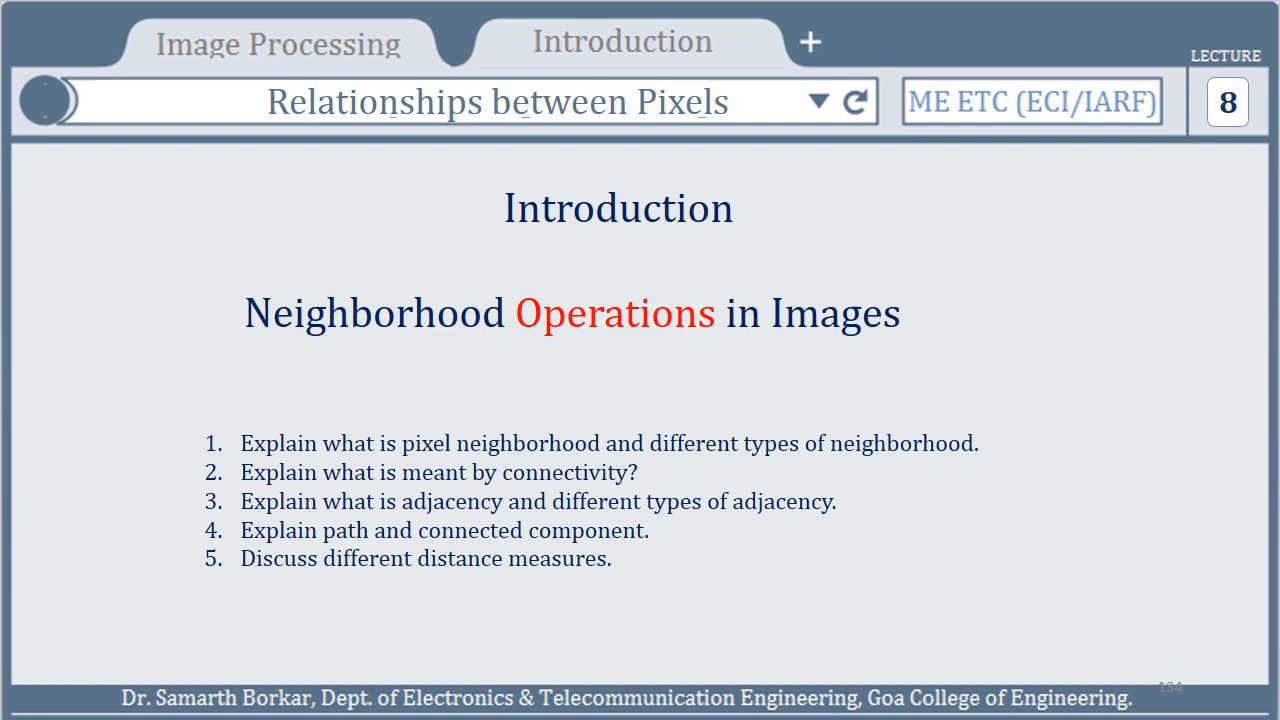 Image Processing
Introduction
+
LECTURE
Relationships between Pixels
ME ETC (ECI/IARF)
8
Introduction
Neighborhood Operations in Images
1. Explain what is pixel neighborhood and different types of neighborhood.
2. Explain what is meant by connectivity?
3. Explain what is adjacency and different types of adjacency.
4. Explain path and connected component.
5. Discuss different distance measures.
134
Dr. Samarth Borkar, Dept. of Electronics & Telecommunication Engineering, Goa College of Engineering.